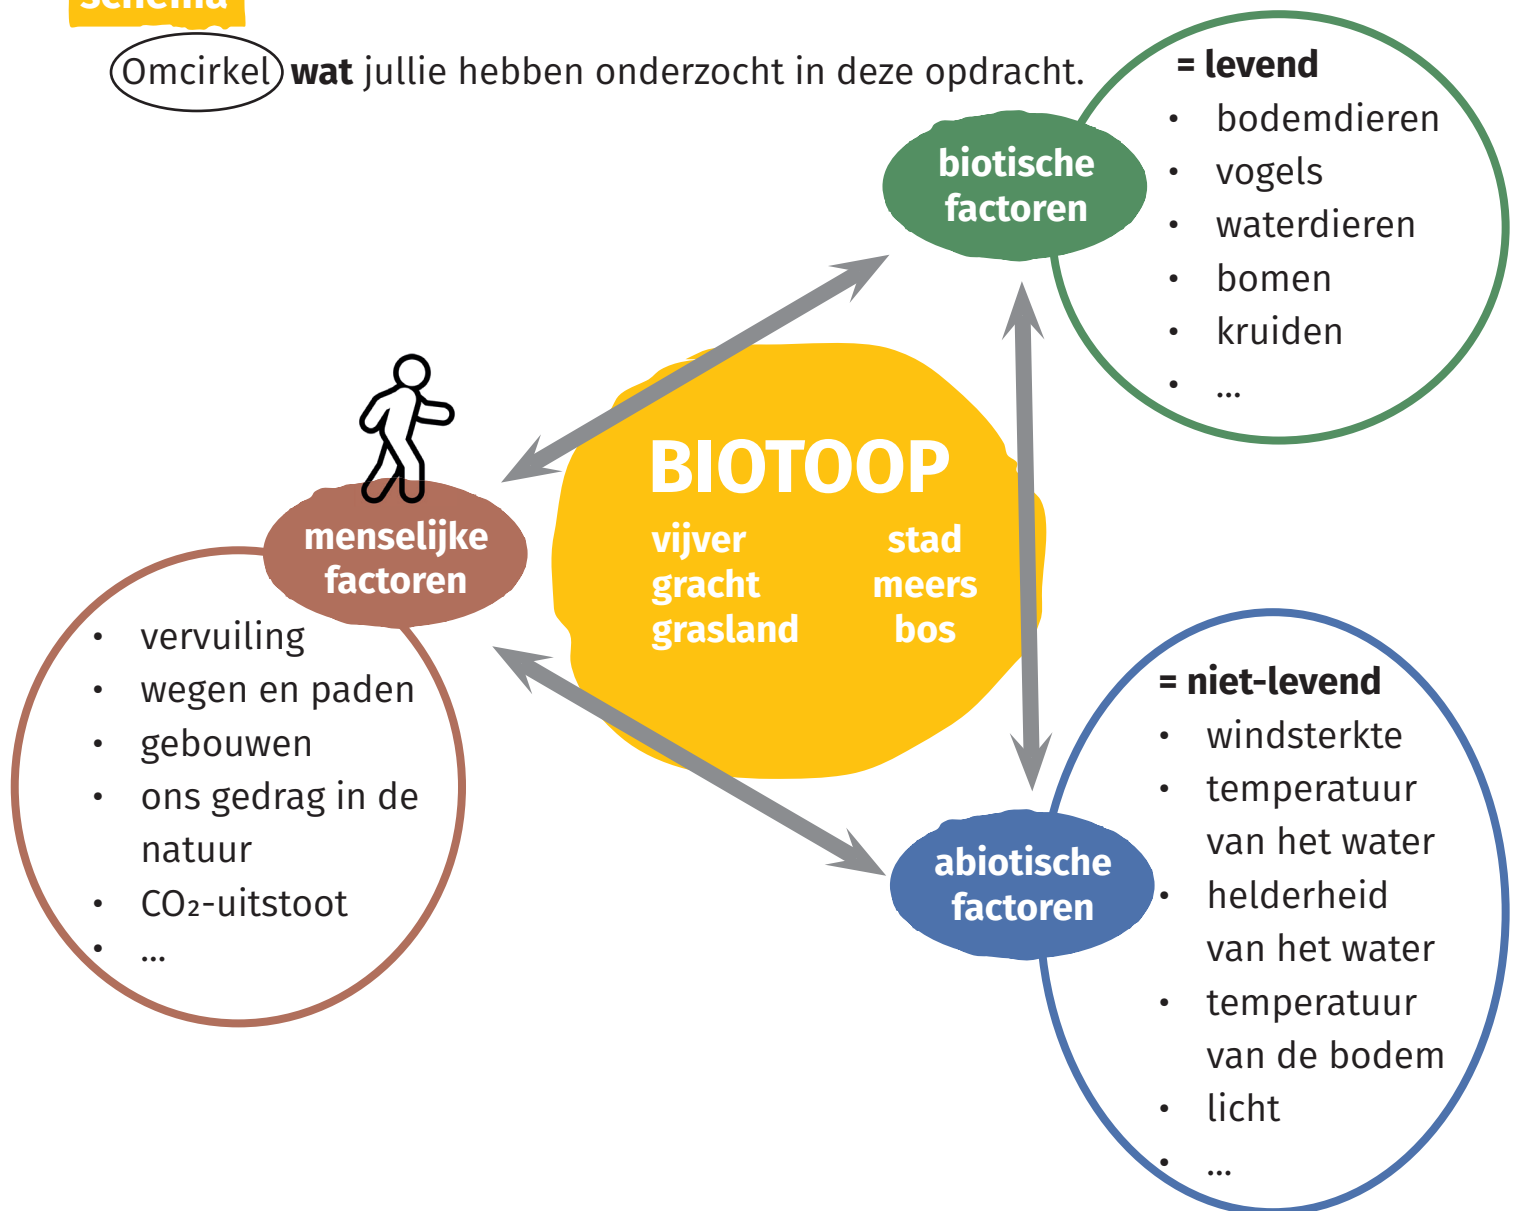 schema
Omcirkel wat jullie hebben onderzocht in deze opdracht.
biotische
factoren
= levend
• bodemdieren
• vogels
• waterdieren
• bomen
• kruiden
• ...
BIOTOOP
vijver stad
gracht meers
grasland bos
menselijke
factoren
• vervuiling
• wegen en paden
• gebouwen
• ons gedrag in de
natuur
• CO₂-uitstoot
• ...
abiotische
factoren
= niet-levend
• windsterkte
• temperatuur
van het water
• helderheid
van het water
• temperatuur
van de bodem
• licht
• ...